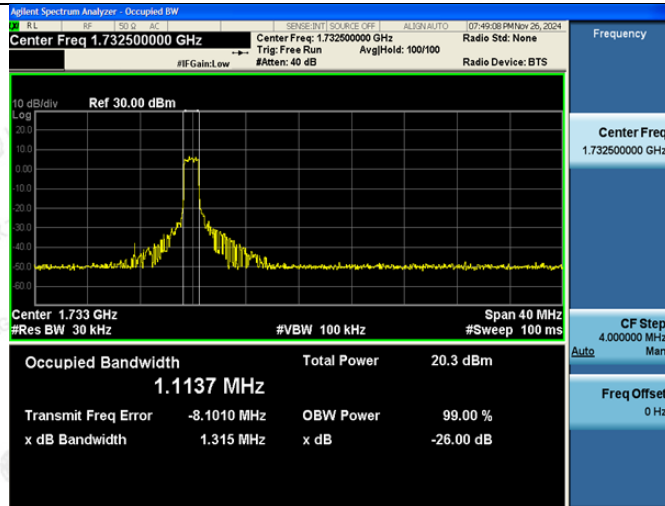 Agilent Spectrum Analyzer - Occupied BW
RL RF 50 Ω AC SENSE:INT SOURCE OFF ALIGN AUTO 07:49:08 PM Nov 26, 2024
Center Freq 1.732500000 GHz Center Freq: 1.732500000 GHz Radio Std: None
Trig: Free Run Avg|Hold: 100/100
#IFGain:Low #Atten: 40 dB Radio Device: BTS
10 dB/div Ref 30.00 dBm
Log
20.0
10.0
0.00
-10.0
-20.0
-30.0
-40.0
-50.0
-60.0
Center 1.733 GHz Span 40 MHz
#Res BW 30 kHz #VBW 100 kHz #Sweep 100 ms
Occupied Bandwidth Total Power 20.3 dBm
1.1137 MHz
Transmit Freq Error -8.1010 MHz OBW Power 99.00 %
x dB Bandwidth 1.315 MHz x dB -26.00 dB
Frequency
Center Freq
1.732500000 GHz
CF Step
4.000000 MHz
Auto Man
Freq Offset
0 Hz